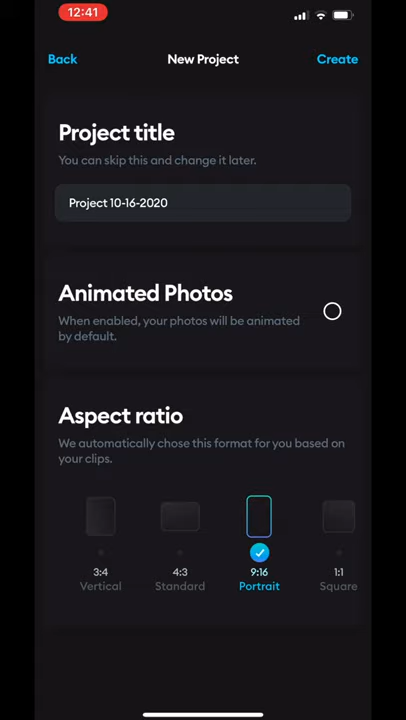 12:41
Back New Project Create
Project title
You can skip this and change it later.
Project 10-16-2020
Animated Photos
When enabled, your photos will be animated
by default.
Aspect ratio
We automatically chose this format for you based on
your clips.
3:4 4:3 9:16 1:1
Vertical Standard Portrait Square